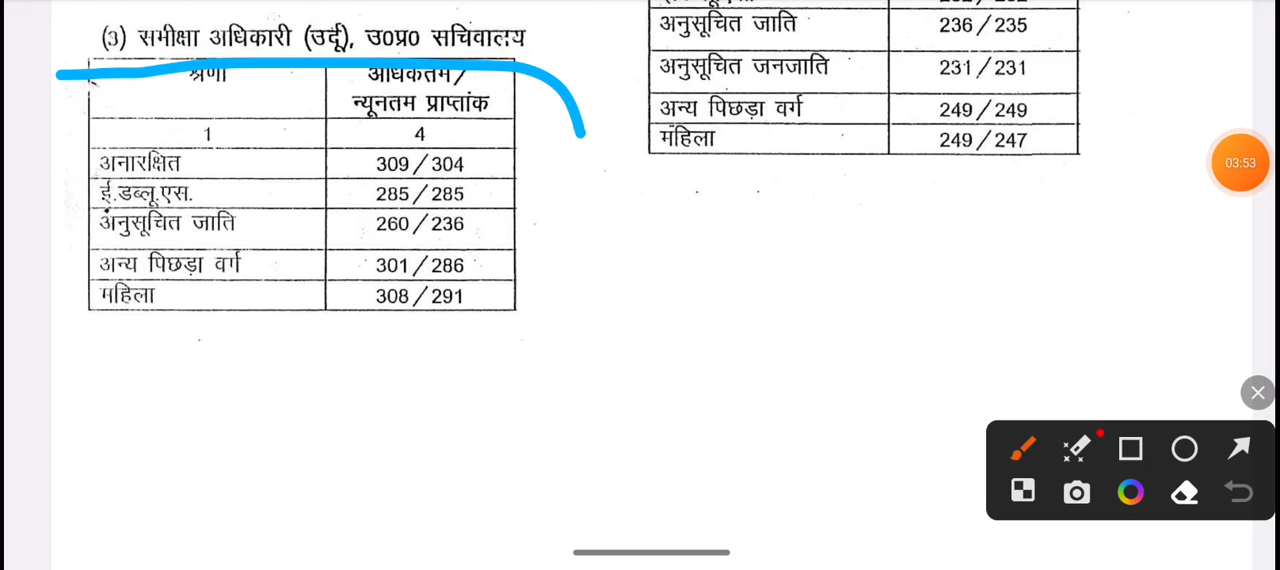 (3) समीक्षा अधिकारी (उर्दू), उ0प्र0 सचिवालय
श्रेणी अधिकतम/
न्यूनतम प्राप्तांक
1 4
अनारक्षित 309/304
ई.डब्लू.एस. 285/285
अनुसूचित जाति 260/236
अन्य पिछड़ा वर्ग 301/286
महिला 308/291
अनुसूचित जाति 236/235
अनुसूचित जनजाति 231/231
अन्य पिछड़ा वर्ग 249/249
महिला 249/247
03:53